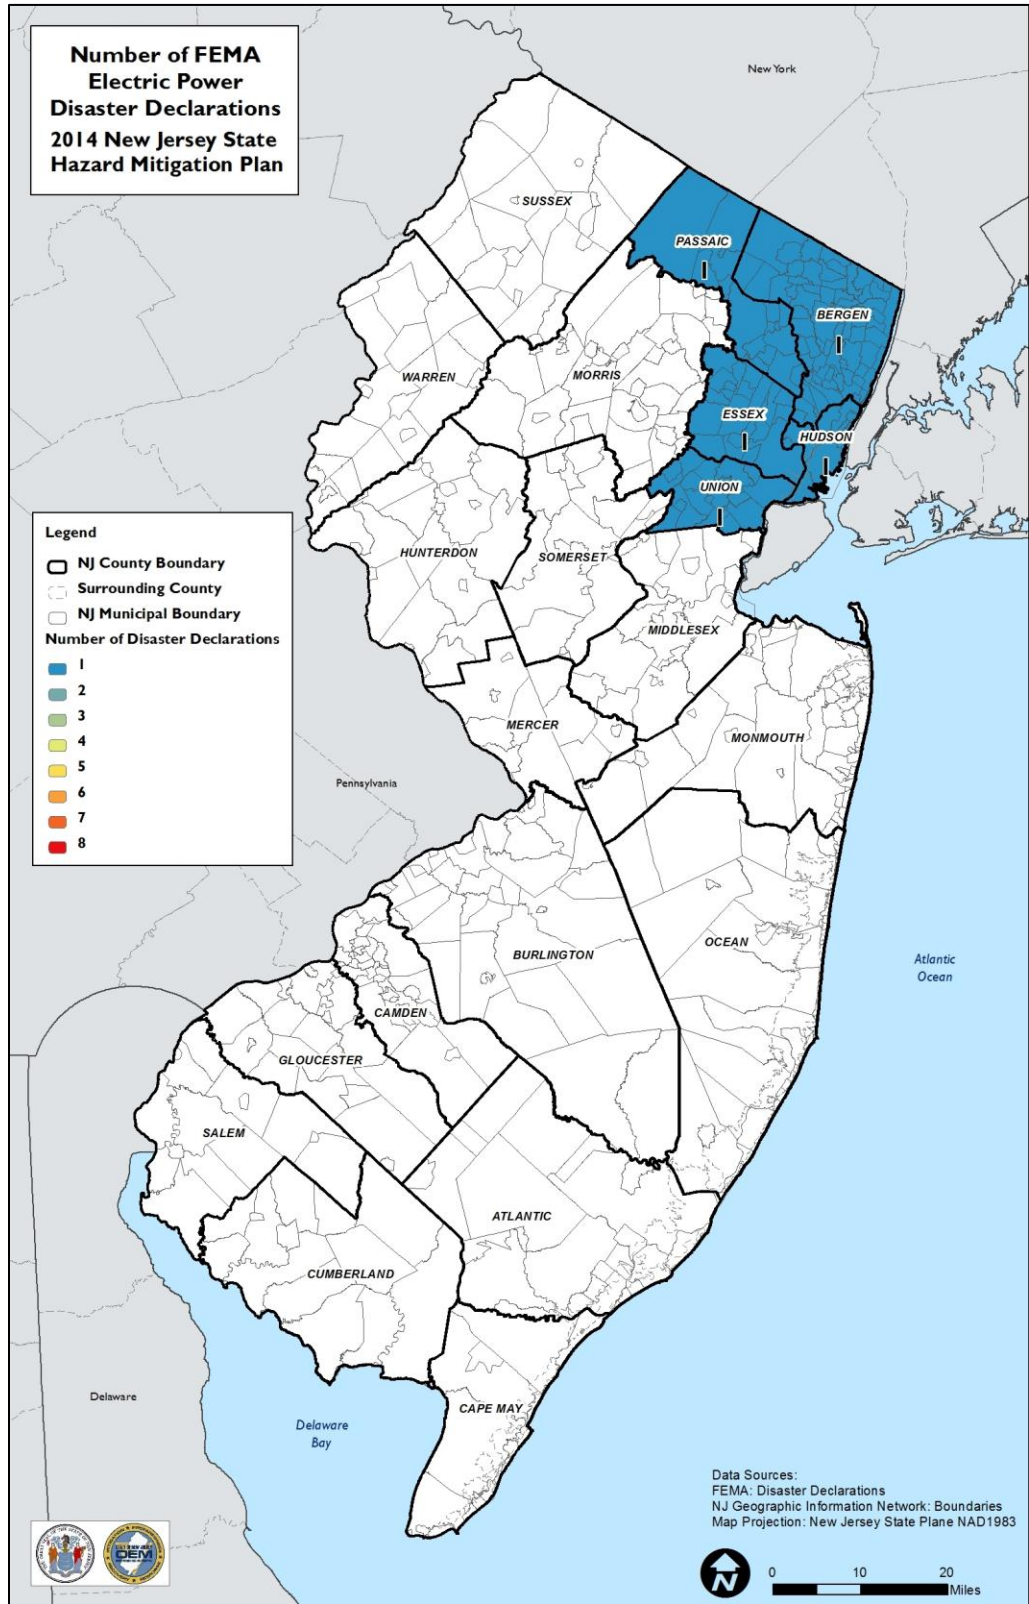 Number of FEMA
Electric Power
Disaster Declarations
2014 New Jersey State
Hazard Mitigation Plan
New York
SUSSEX
PASSAIC
1
BERGEN
1
WARREN
MORRIS
ESSEX
1
HUDSON
1
UNION
1
Legend
NJ County Boundary
Surrounding County
NJ Municipal Boundary
Number of Disaster Declarations
1
2
3
4
5
6
7
8
HUNTERDON
SOMERSET
MIDDLESEX
MERCER
MONMOUTH
Pennsylvania
OCEAN
BURLINGTON
Atlantic
Ocean
CAMDEN
GLOUCESTER
SALEM
ATLANTIC
CUMBERLAND
Delaware
CAPE MAY
Delaware
Bay
Data Sources:
FEMA: Disaster Declarations
NJ Geographic Information Network: Boundaries
Map Projection: New Jersey State Plane NAD1983
OEM
N
0 10 20
Miles